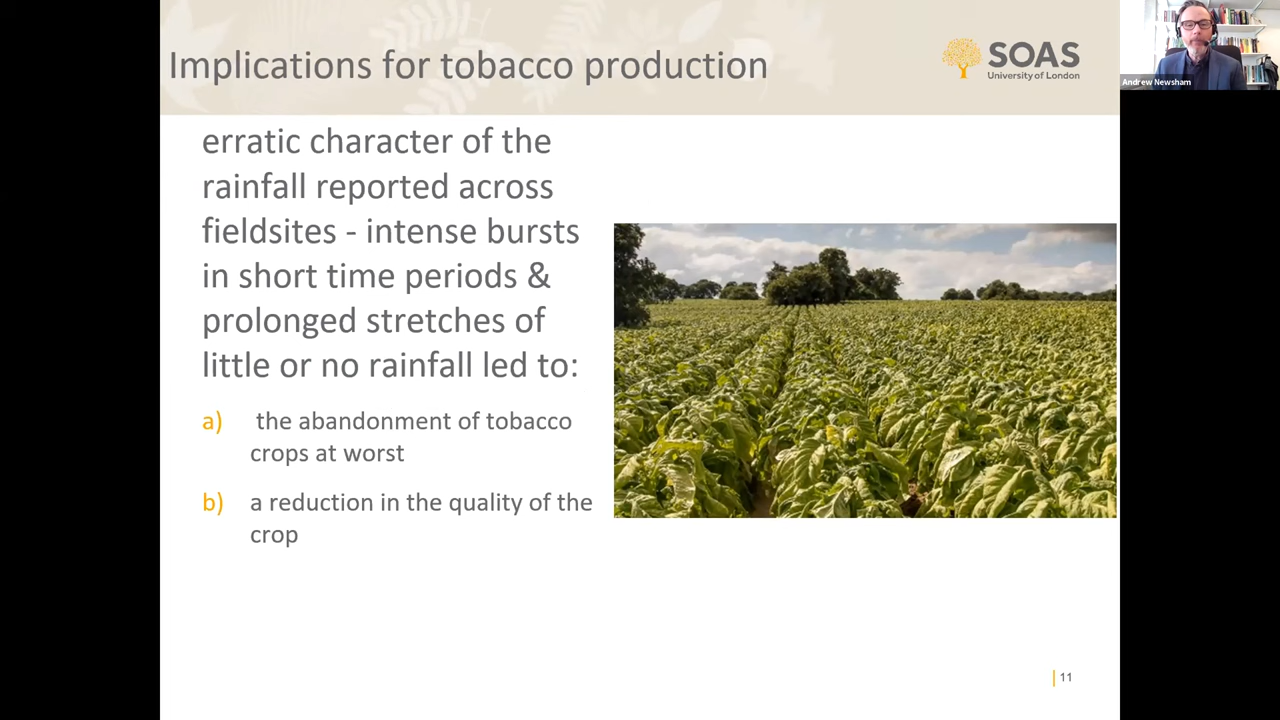 Implications for tobacco production
SOAS
University of London
Andrew Newsham
erratic character of the
rainfall reported across
fieldsites - intense bursts
in short time periods &
prolonged stretches of
little or no rainfall led to:
a) the abandonment of tobacco
crops at worst
b) a reduction in the quality of the
crop
11